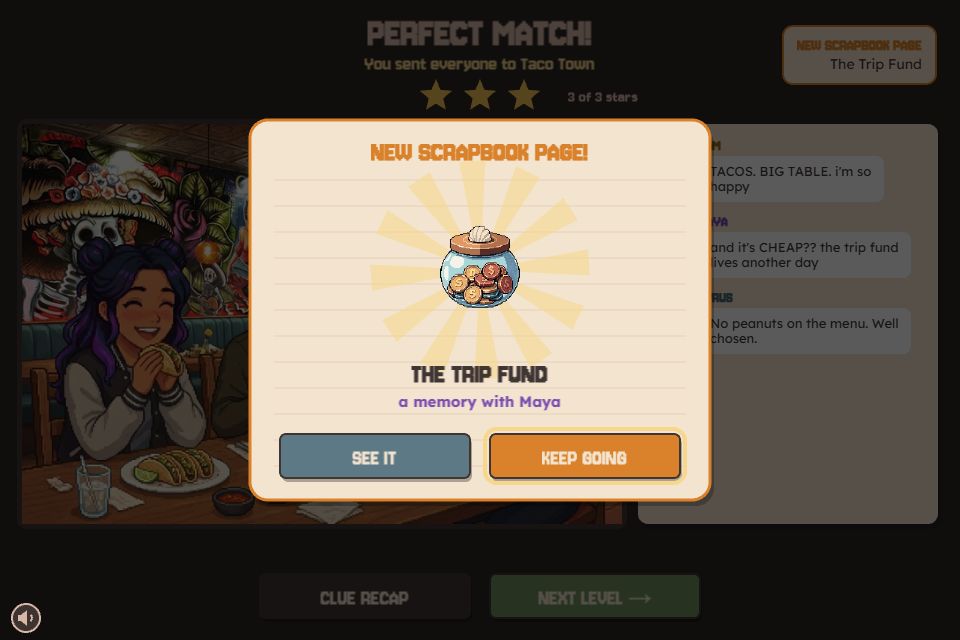 PERFECT MATCH!
You sent everyone to Taco Town
3 of 3 stars
NEW SCRAPBOOK PAGE
The Trip Fund
NEW SCRAPBOOK PAGE!
THE TRIP FUND
a memory with Maya
SEE IT
KEEP GOING
TACOS. BIG TABLE. i'm so
happy
and it's CHEAP?? the trip fund
lives another day
No peanuts on the menu. Well
chosen.
CLUE RECAP
NEXT LEVEL →